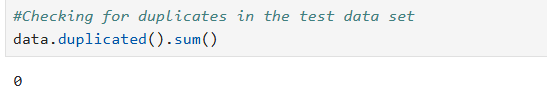 #Checking for duplicates in the test data set
data.duplicated().sum()
0